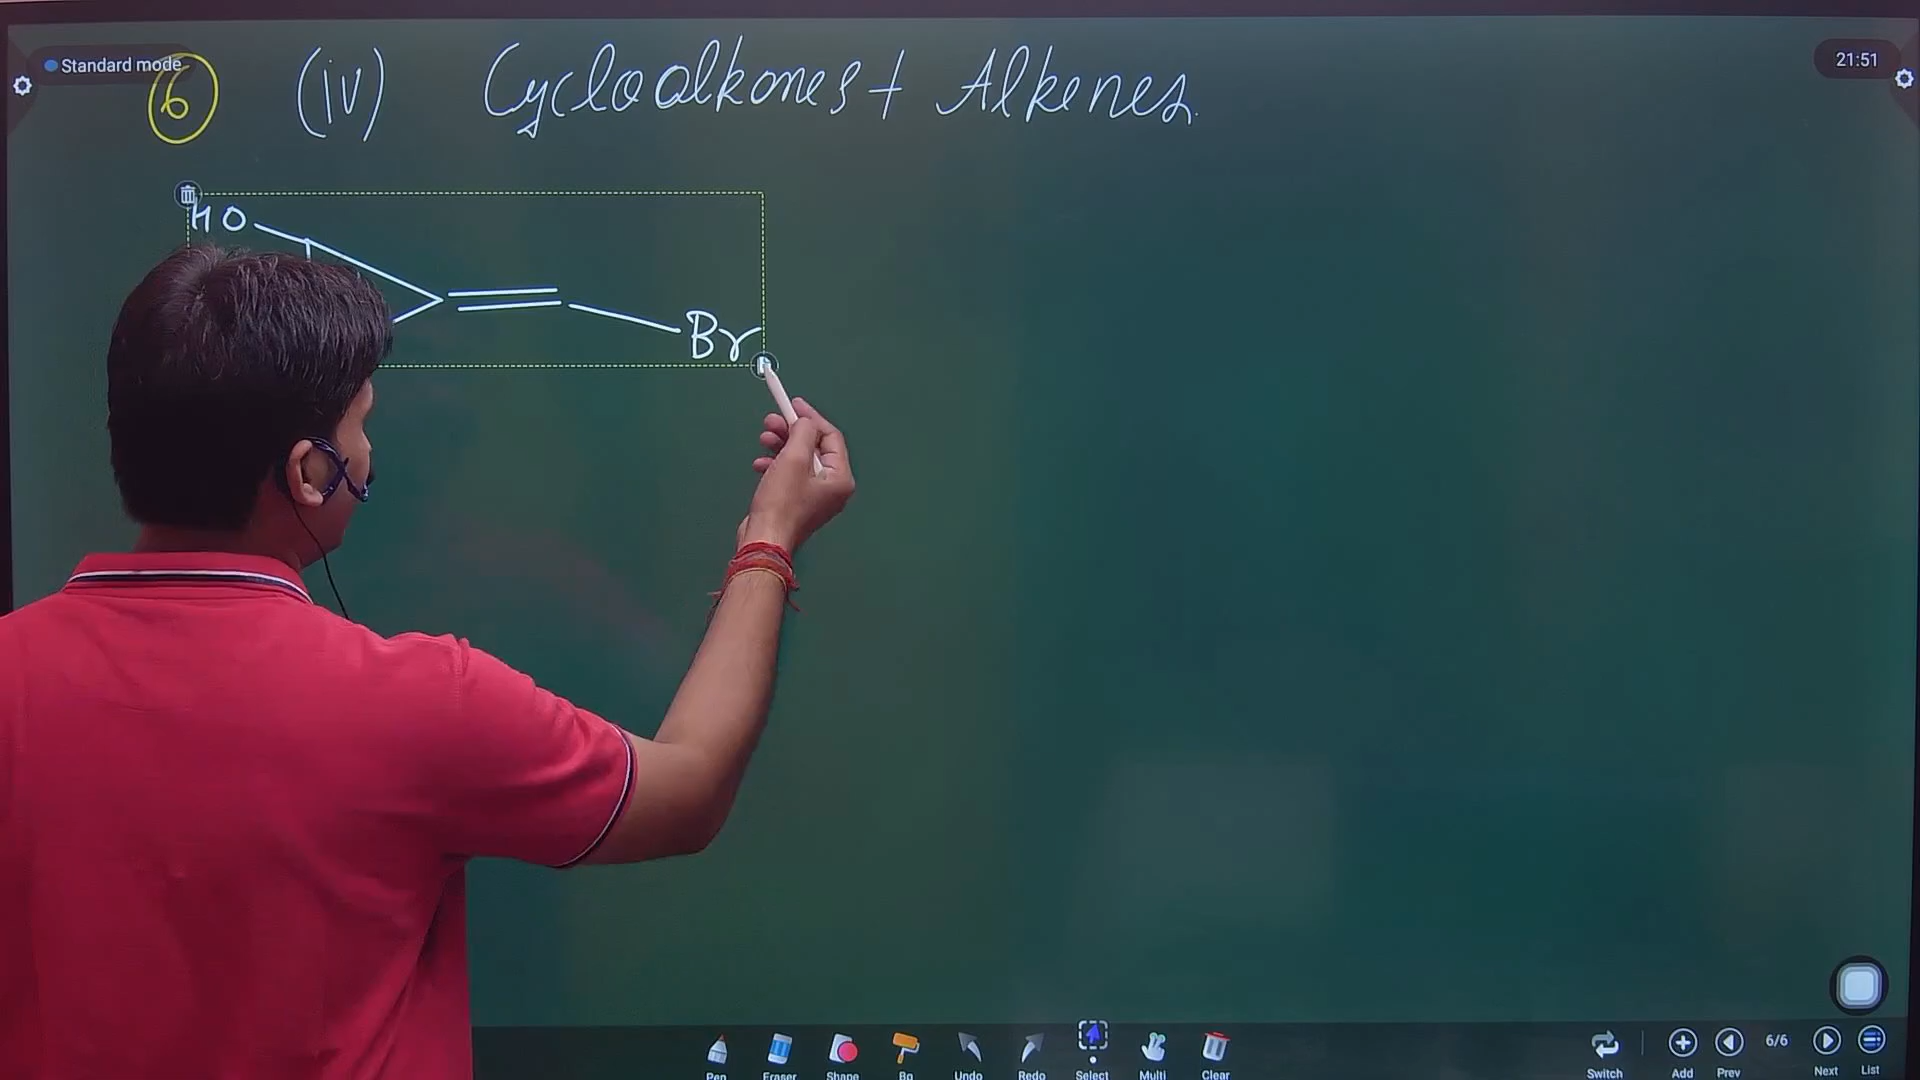 Standard mode
21:51
6 (iv) Cycloalkanes + Alkenes.
HO
Br
Pen Eraser Shape Bg Undo Redo Select Multi Clear Switch Add Prev 6/6 Next List